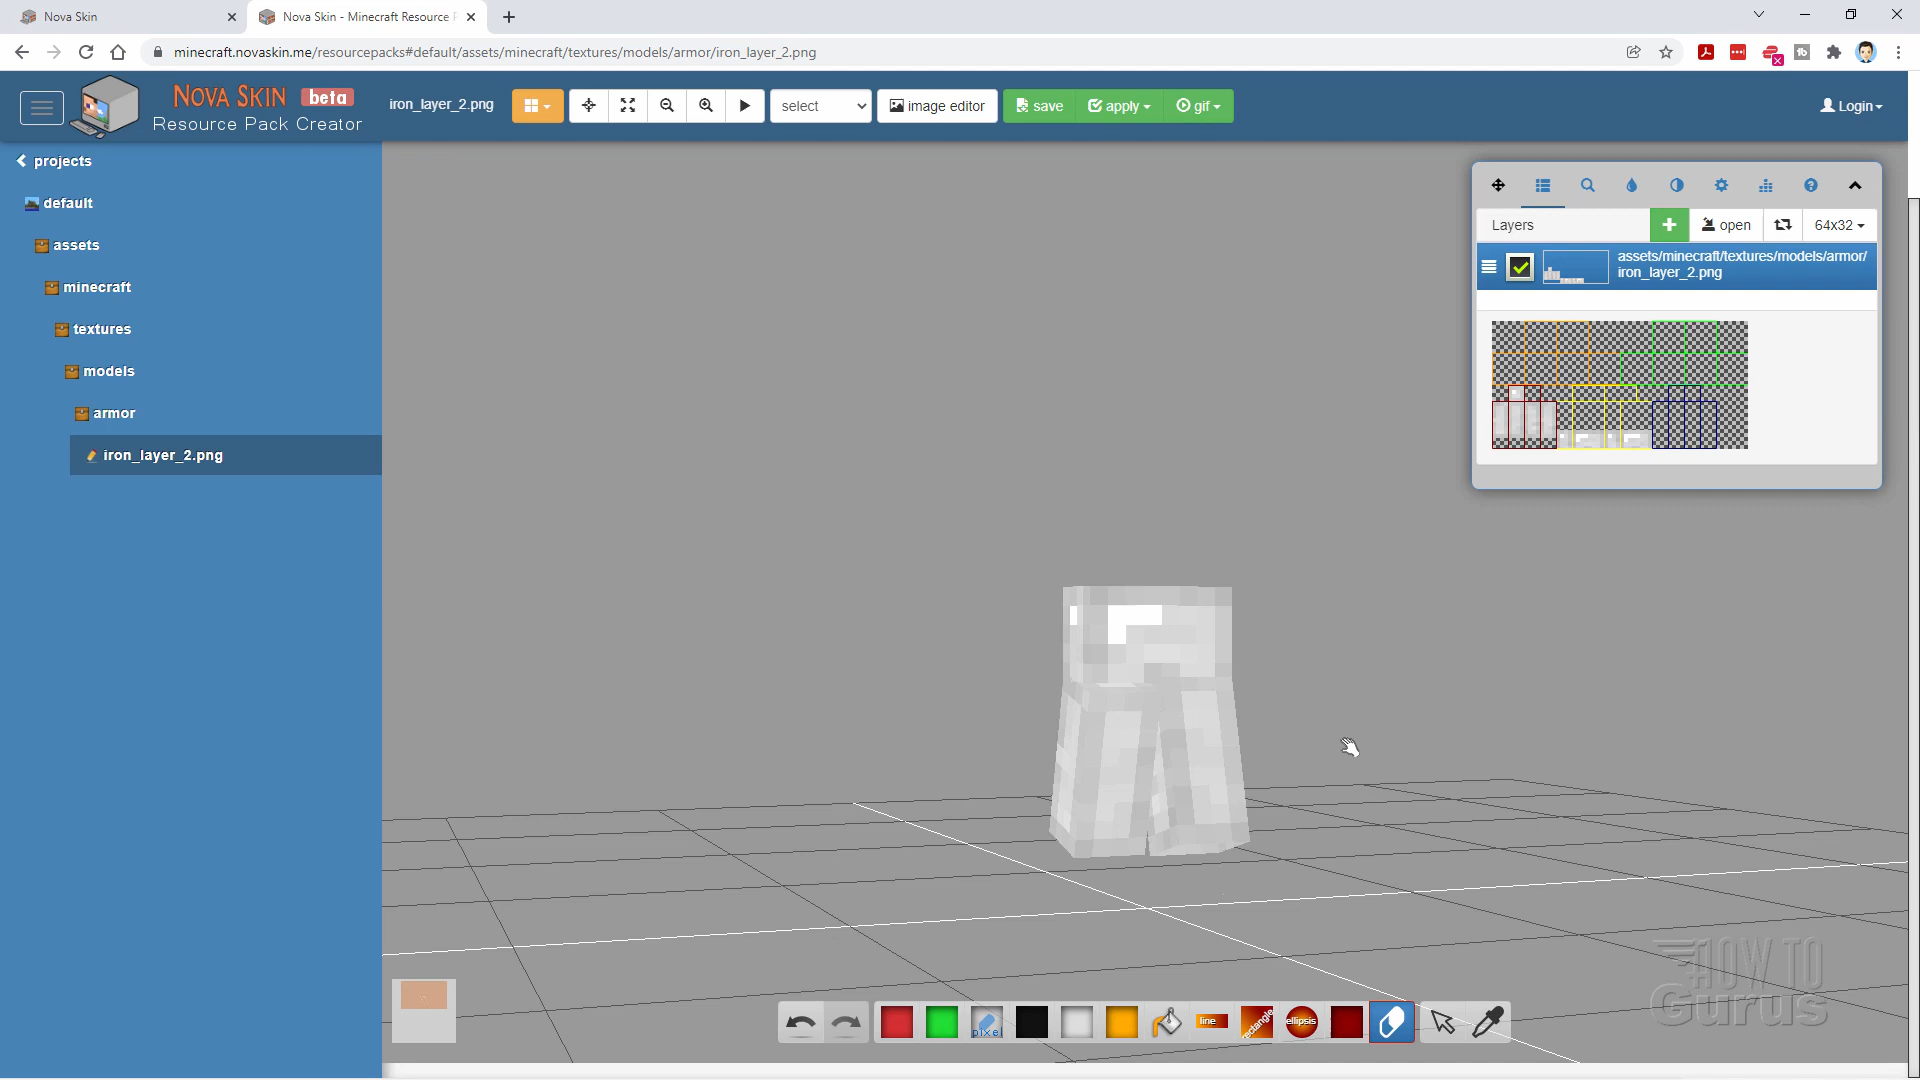 Nova Skin
Nova Skin - Minecraft Resource P
minecraft.novaskin.me/resourcepacks#default/assets/minecraft/textures/models/armor/iron_layer_2.png
NOVA SKIN beta
Resource Pack Creator
iron_layer_2.png
select
image editor
save
apply
gif
Login
projects
default
assets
minecraft
textures
models
armor
iron_layer_2.png
Layers
open
64x32
assets/minecraft/textures/models/armor/
iron_layer_2.png
pixel
line
rectangle
ellipsis
HOW TO
Gurus